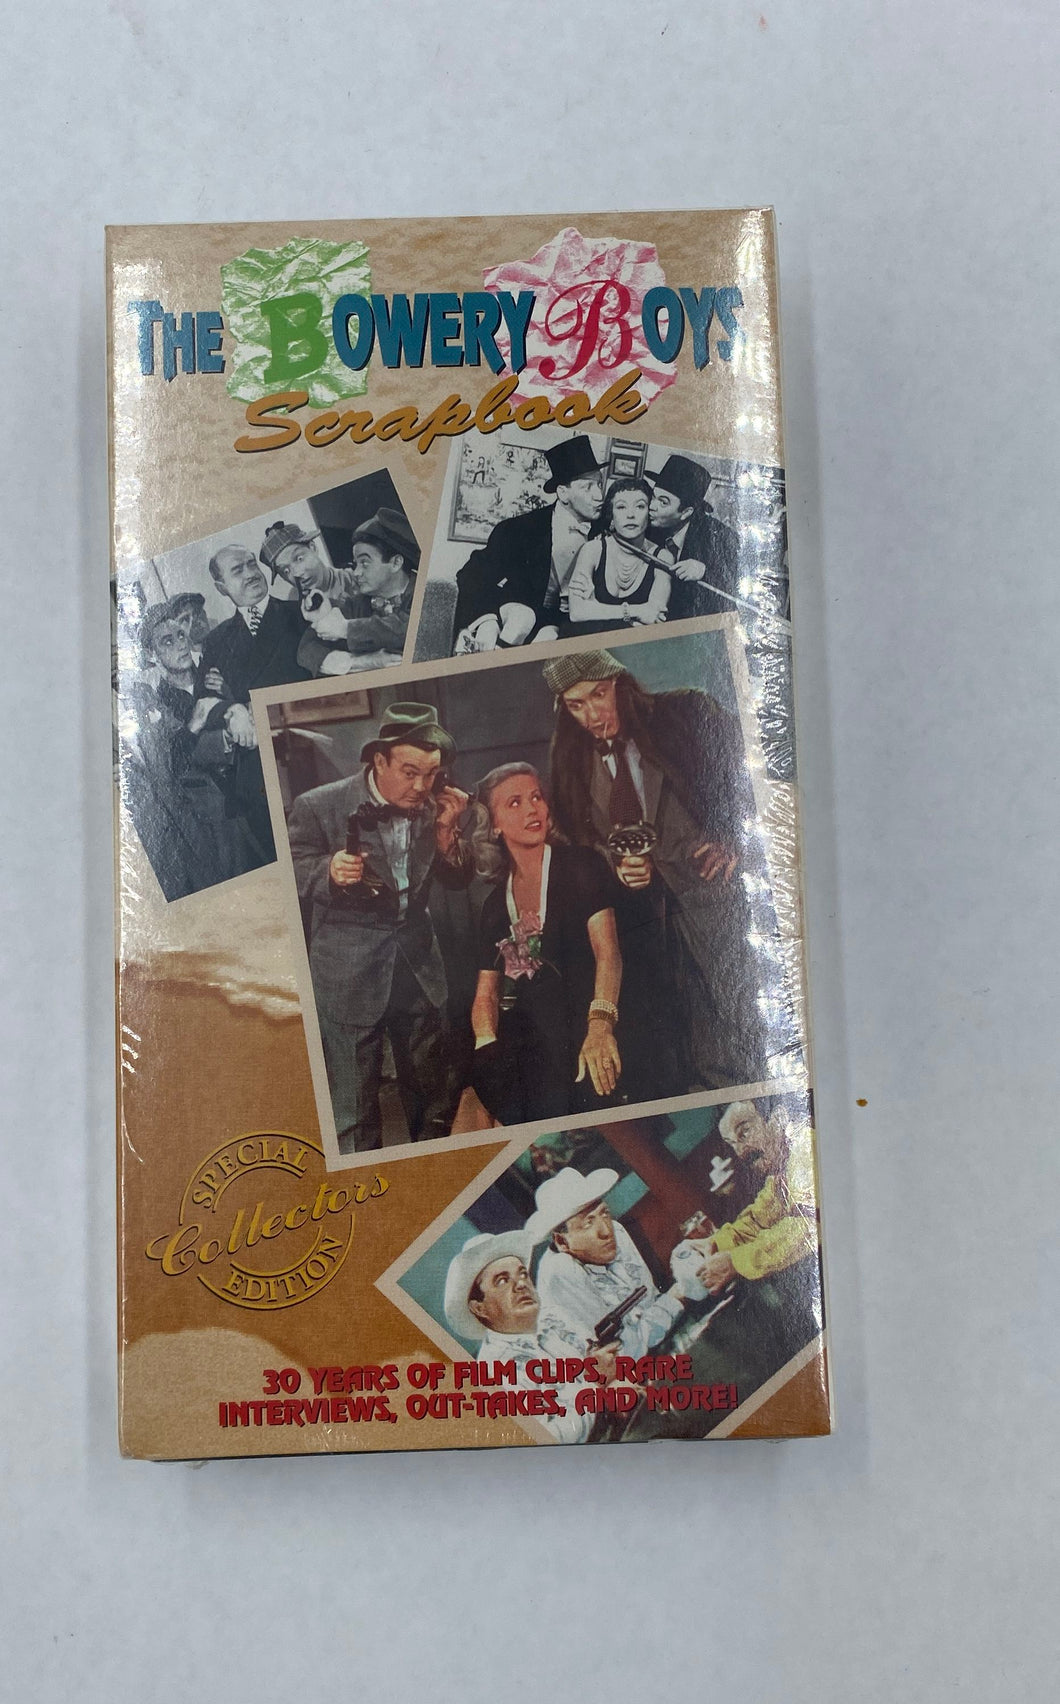 THE BOWERY BOYS
Scrapbook
SPECIAL
Collectors
EDITION
30 YEARS OF FILM CLIPS, RARE
INTERVIEWS, OUT-TAKES, AND MORE!